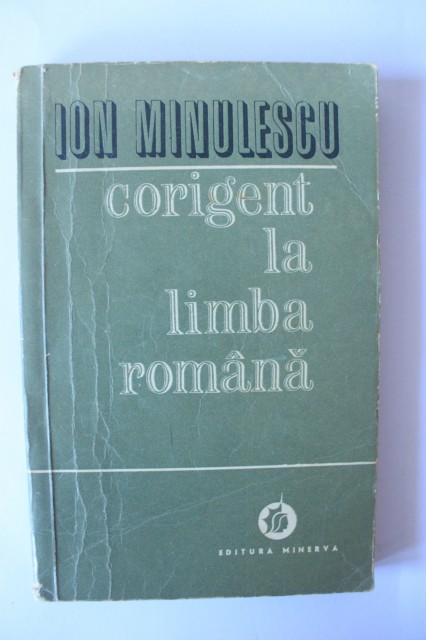 ION MINULESCU
corigent
la
limba
română
EDITURA MINERVA